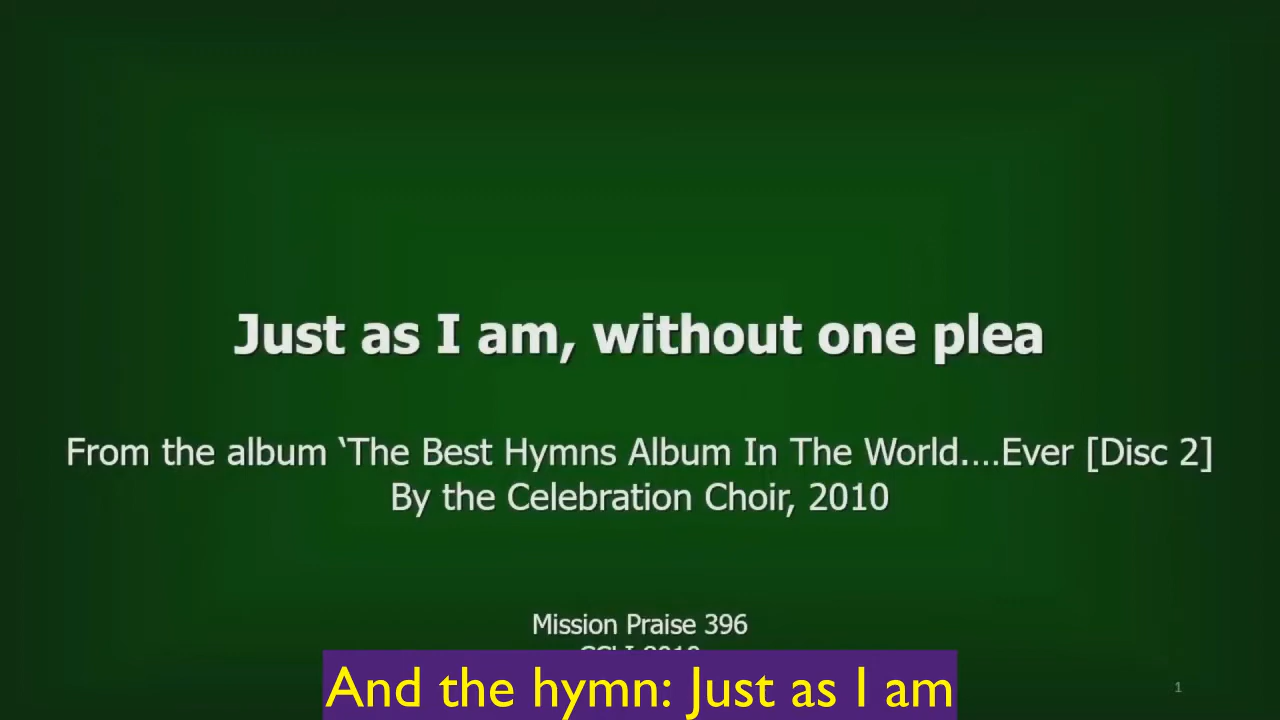 Just as I am, without one plea
From the album ‘The Best Hymns Album In The World....Ever [Disc 2]
By the Celebration Choir, 2010
Mission Praise 396
And the hymn: Just as I am
1